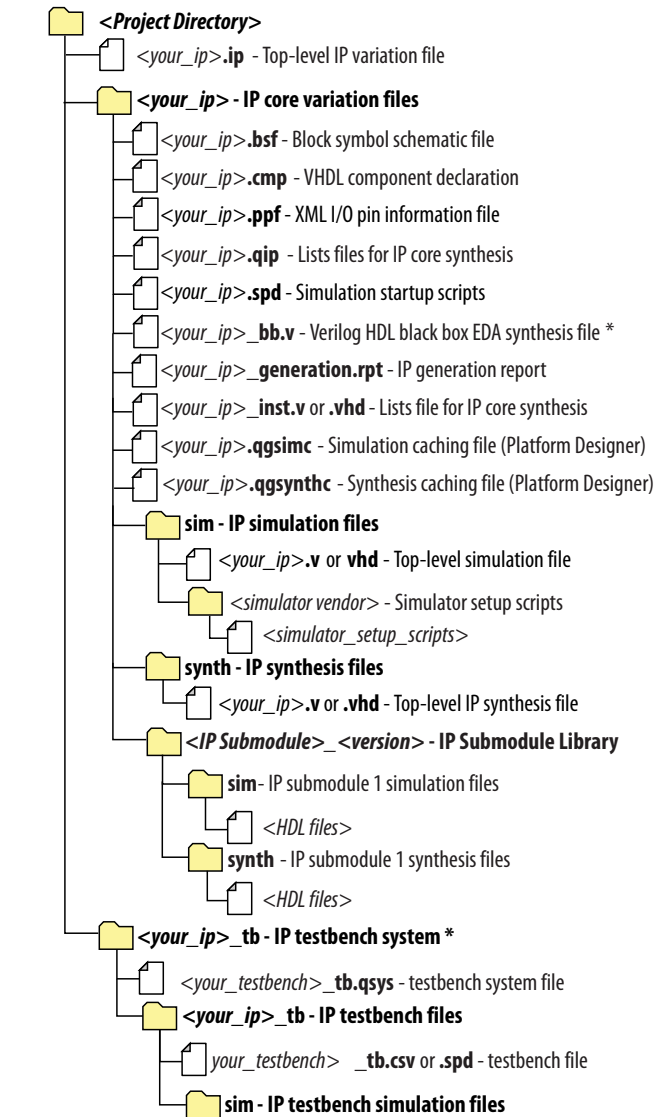 <Project Directory>
<your_ip>.ip - Top-level IP variation file
<your_ip> - IP core variation files
<your_ip>.bsf - Block symbol schematic file
<your_ip>.cmp - VHDL component declaration
<your_ip>.ppf - XML I/O pin information file
<your_ip>.qip - Lists files for IP core synthesis
<your_ip>.spd - Simulation startup scripts
<your_ip>_bb.v - Verilog HDL black box EDA synthesis file *
<your_ip>_generation.rpt - IP generation report
<your_ip>_inst.v or .vhd - Lists file for IP core synthesis
<your_ip>.qgsimc - Simulation caching file (Platform Designer)
<your_ip>.qgsynthc - Synthesis caching file (Platform Designer)
sim - IP simulation files
<your_ip>.v or vhd - Top-level simulation file
<simulator vendor> - Simulator setup scripts
<simulator_setup_scripts>
synth - IP synthesis files
<your_ip>.v or .vhd - Top-level IP synthesis file
<IP Submodule>_<version> - IP Submodule Library
sim- IP submodule 1 simulation files
<HDL files>
synth - IP submodule 1 synthesis files
<HDL files>
<your_ip>_tb - IP testbench system *
<your_testbench>_tb.qsys - testbench system file
<your_ip>_tb - IP testbench files
your_testbench> _tb.csv or .spd - testbench file
sim - IP testbench simulation files